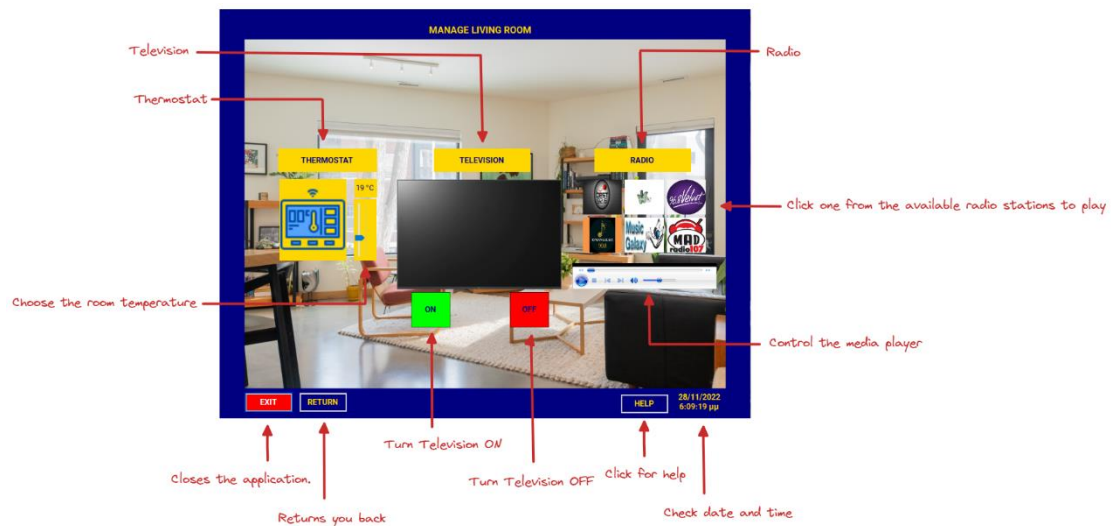 MANAGE LIVING ROOM
Television
Radio
Thermostat
THERMOSTAT
TELEVISION
RADIO
19 °C
96.8 Velvet
Click one from the available radio stations to play
Music
Galaxy
MAD
radio107
Choose the room temperature
ON
OFF
Control the media player
EXIT
RETURN
HELP
28/11/2022
6:09:19 μμ
Turn Television ON
Closes the application.
Turn Television OFF
Click for help
Returns you back
Check date and time